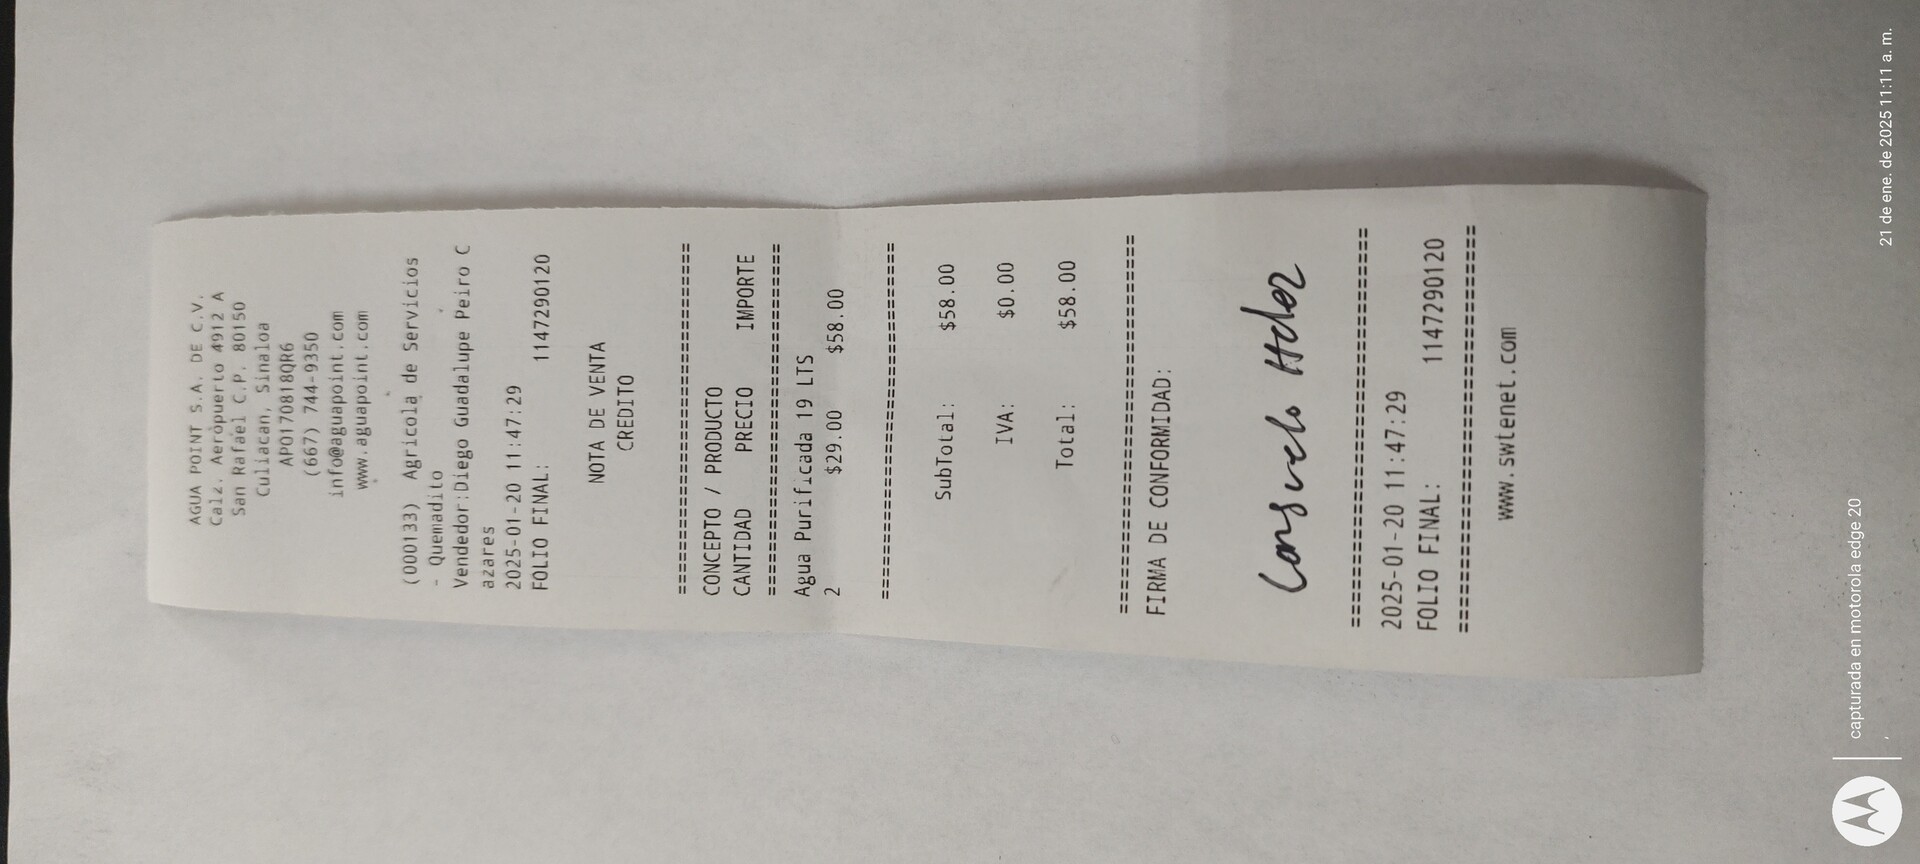 AGUA POINT S.A. DE C.V.
Calz. Aeropuerto 4912 A
San Rafael C.P. 80150
Culiacan, Sinaloa
APO170818QR6
(667) 744-9350
info@aguapoint.com
www.aguapoint.com
(000133) Agricola de Servicios
- Quemadito
Vendedor:Diego Guadalupe Peiro C
azares
2025-01-20 11:47:29
FOLIO FINAL: 1147290120
NOTA DE VENTA
CREDITO
================================
CONCEPTO / PRODUCTO
CANTIDAD PRECIO IMPORTE
================================
Agua Purificada 19 LTS
2 $29.00 $58.00
================================
SubTotal: $58.00
IVA: $0.00
Total: $58.00
================================
FIRMA DE CONFORMIDAD:
Consuelo Hdez
================================
2025-01-20 11:47:29
FOLIO FINAL: 1147290120
================================
www.swtenet.com
capturada en motorola edge 20
21 de ene. de 2025 11:11 a. m.